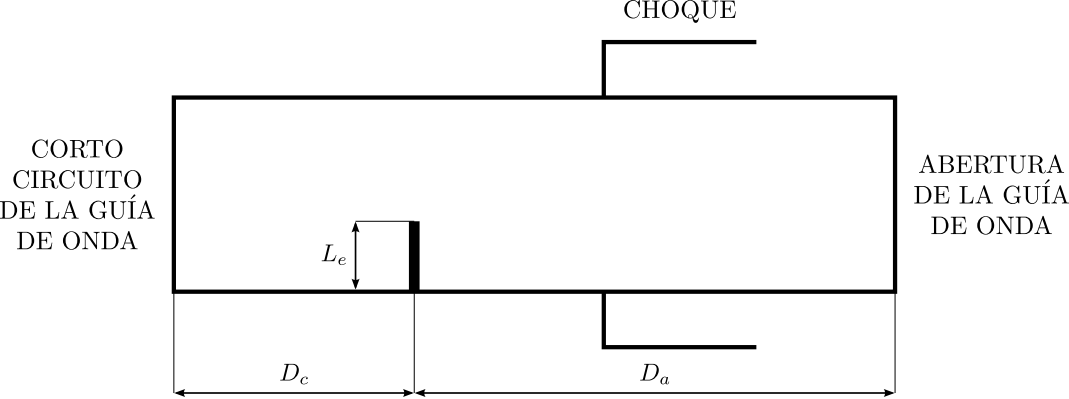 CHOQUE
CORTO
CIRCUITO
DE LA GUÍA
DE ONDA
ABERTURA
DE LA GUÍA
DE ONDA
L_e
D_c
D_a